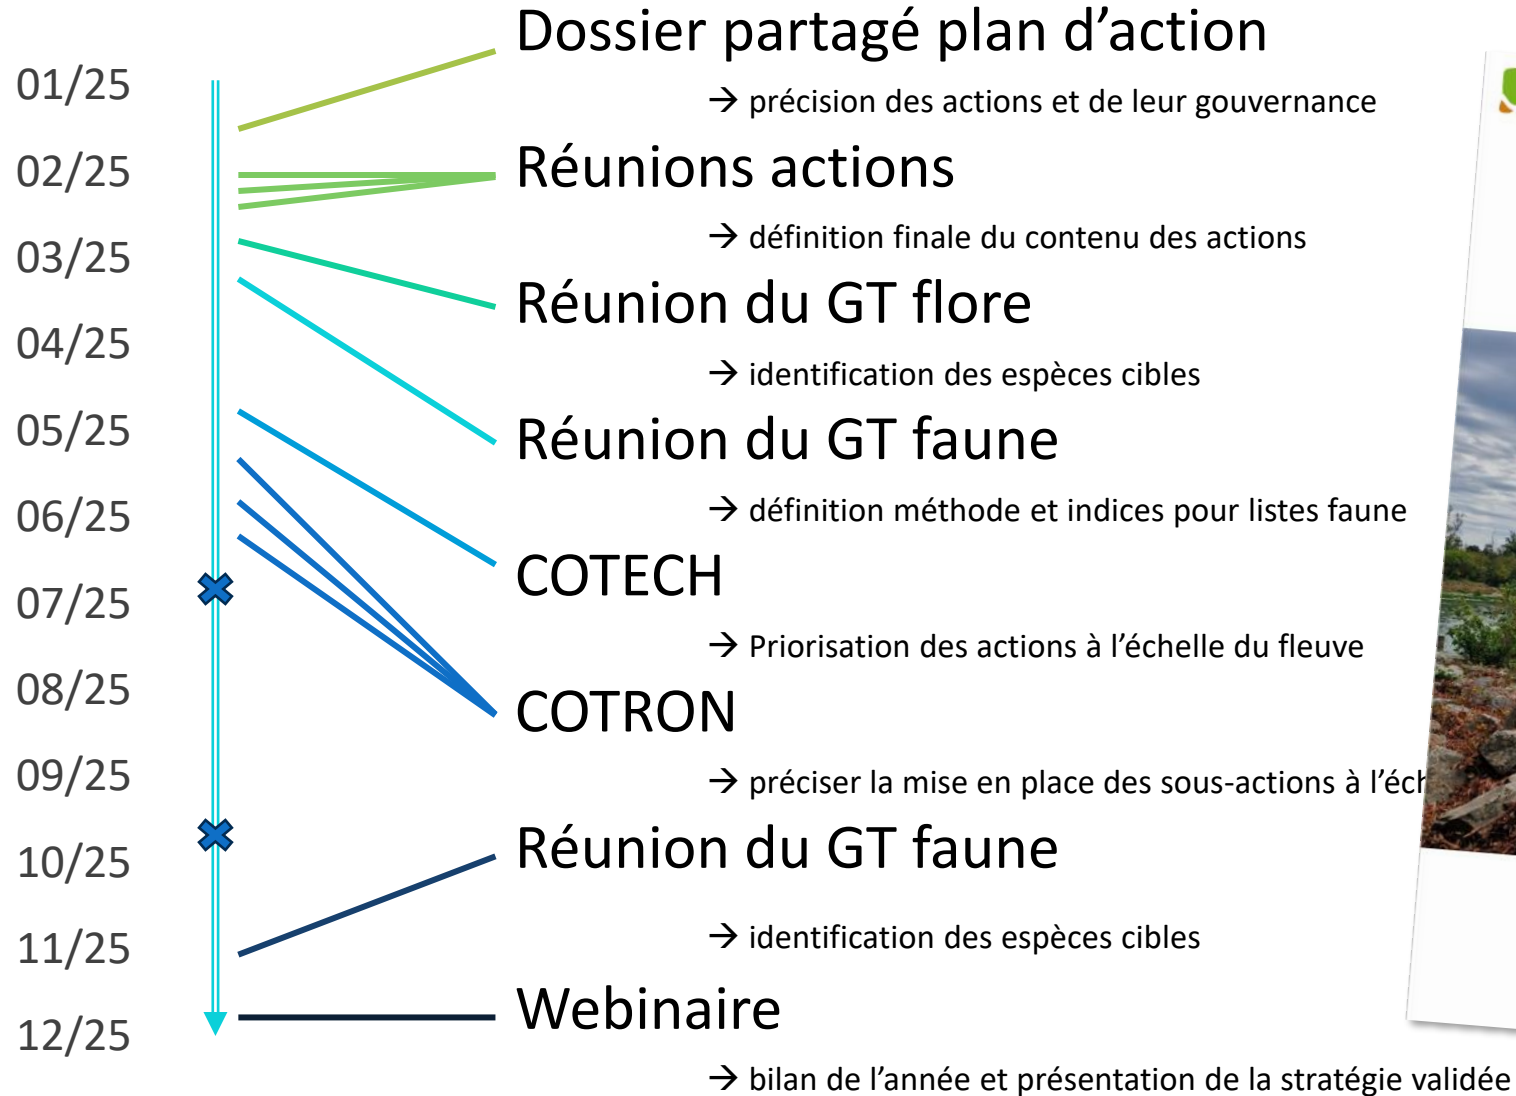 01/25
02/25
03/25
04/25
05/25
06/25
07/25
08/25
09/25
10/25
11/25
12/25
Dossier partagé plan d’action
→ précision des actions et de leur gouvernance
Réunions actions
→ définition finale du contenu des actions
Réunion du GT flore
→ identification des espèces cibles
Réunion du GT faune
→ définition méthode et indices pour listes faune
COTECH
→ Priorisation des actions à l’échelle du fleuve
COTRON
→ préciser la mise en place des sous-actions à l’éch
Réunion du GT faune
→ identification des espèces cibles
Webinaire
→ bilan de l’année et présentation de la stratégie validée